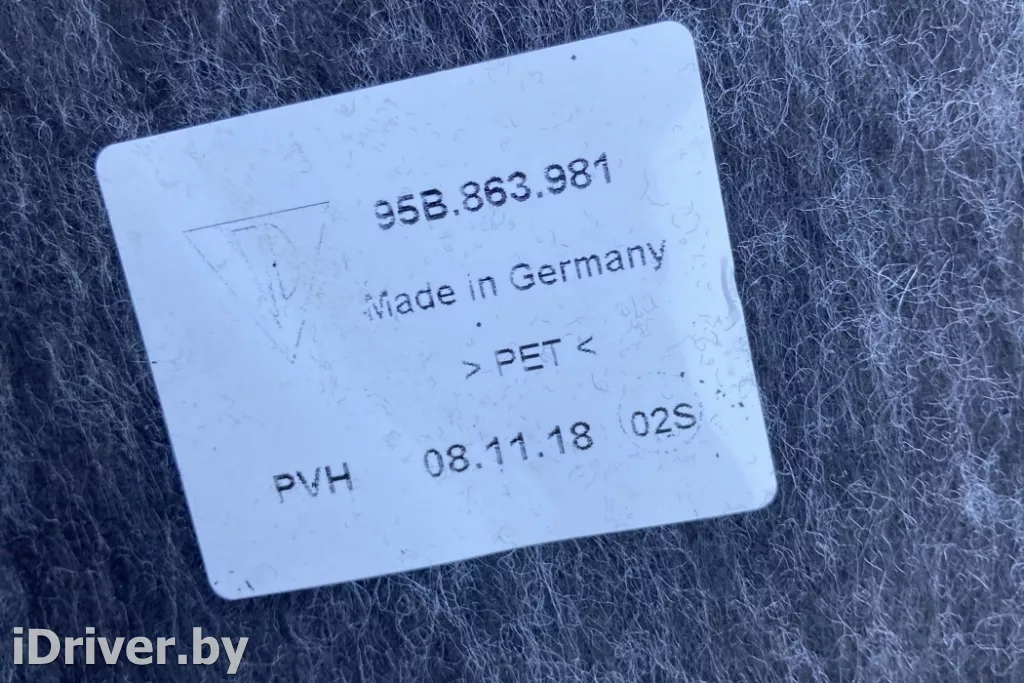 95B.863.981
Made in Germany
> PET <
PVH 08.11.18 (02S)
iDriver.by